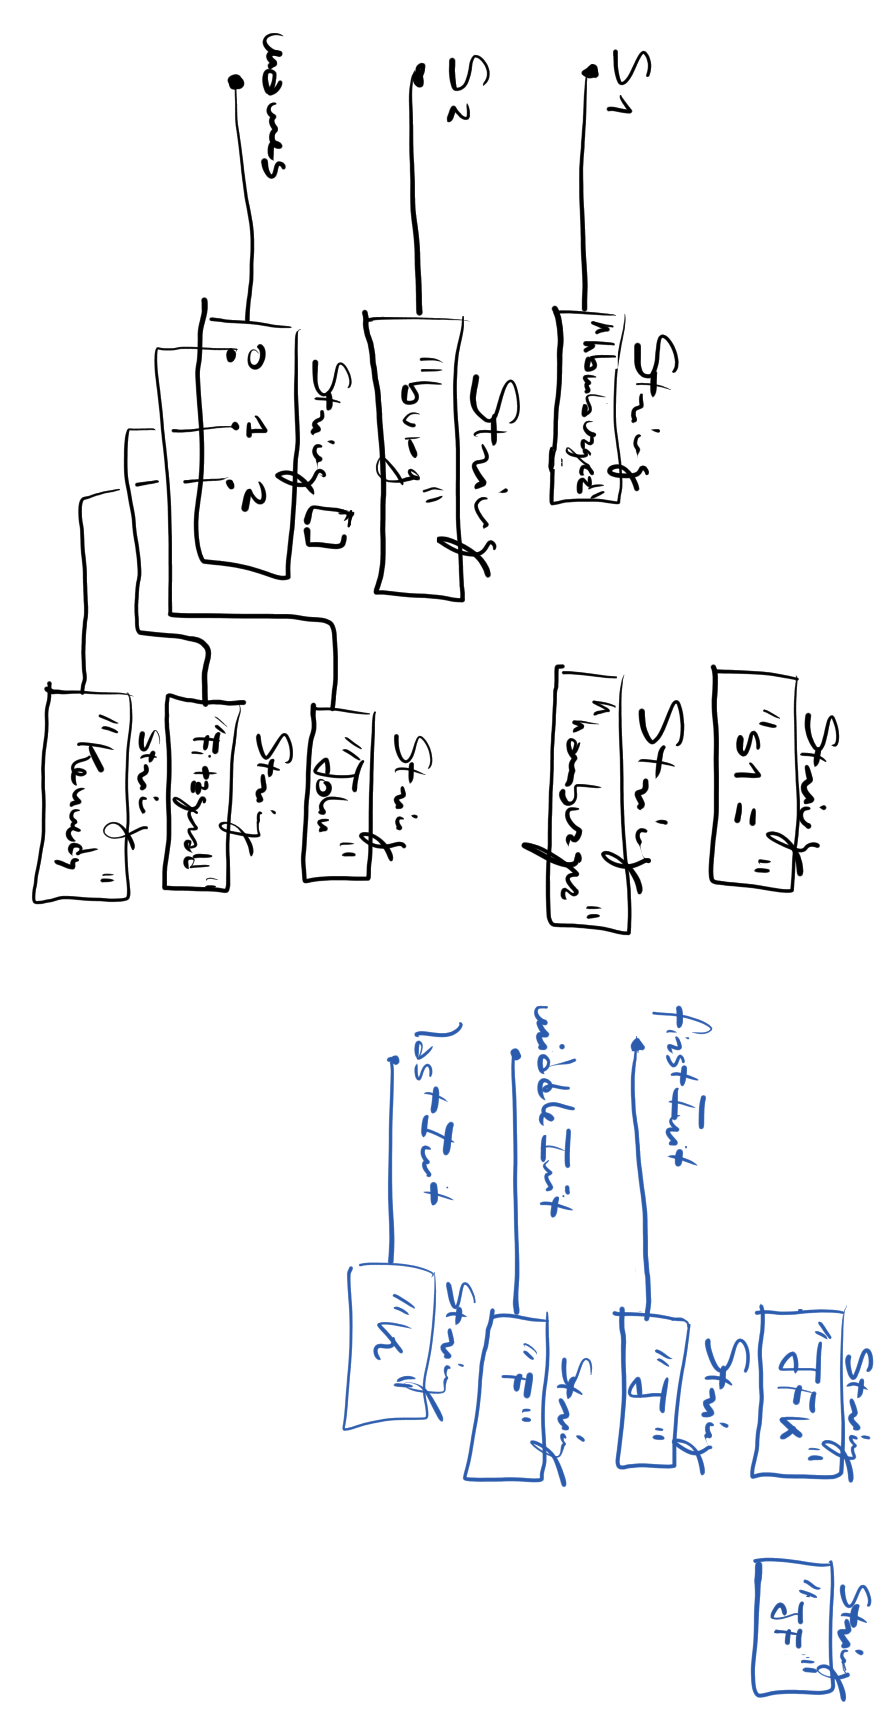 String
"S1 = "
String
"JFK"
String
"JF"
S1
String
"hamburger"
String
"hamburger"
firstInit
String
"J"
S2
String
"burg"
middleInit
String
"F"
lastInit
String
"K"
names
String []
0 1 2
String
"John"
String
"Fitzgerald"
String
"Kennedy"